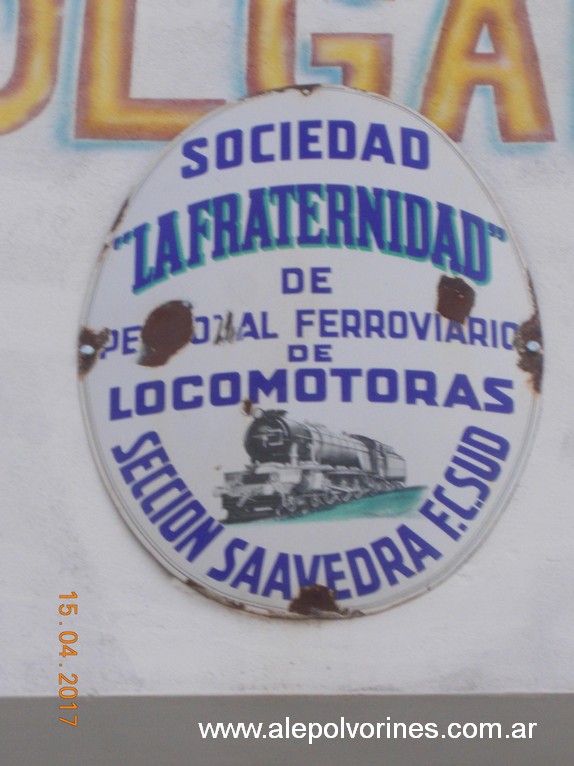 OLGA
SOCIEDAD
"LA FRATERNIDAD"
DE
FERROVIARIO
DE
LOCOMOTORAS
SECCION SAAVEDRA F.C.SUD
15.04.2017
www.alepolvorines.com.ar